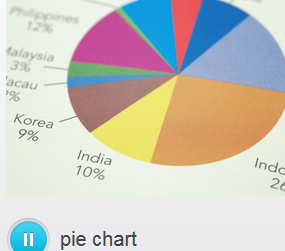 Philippines
12%
Malaysia
3%
Korea
9%
India
10%
pie chart